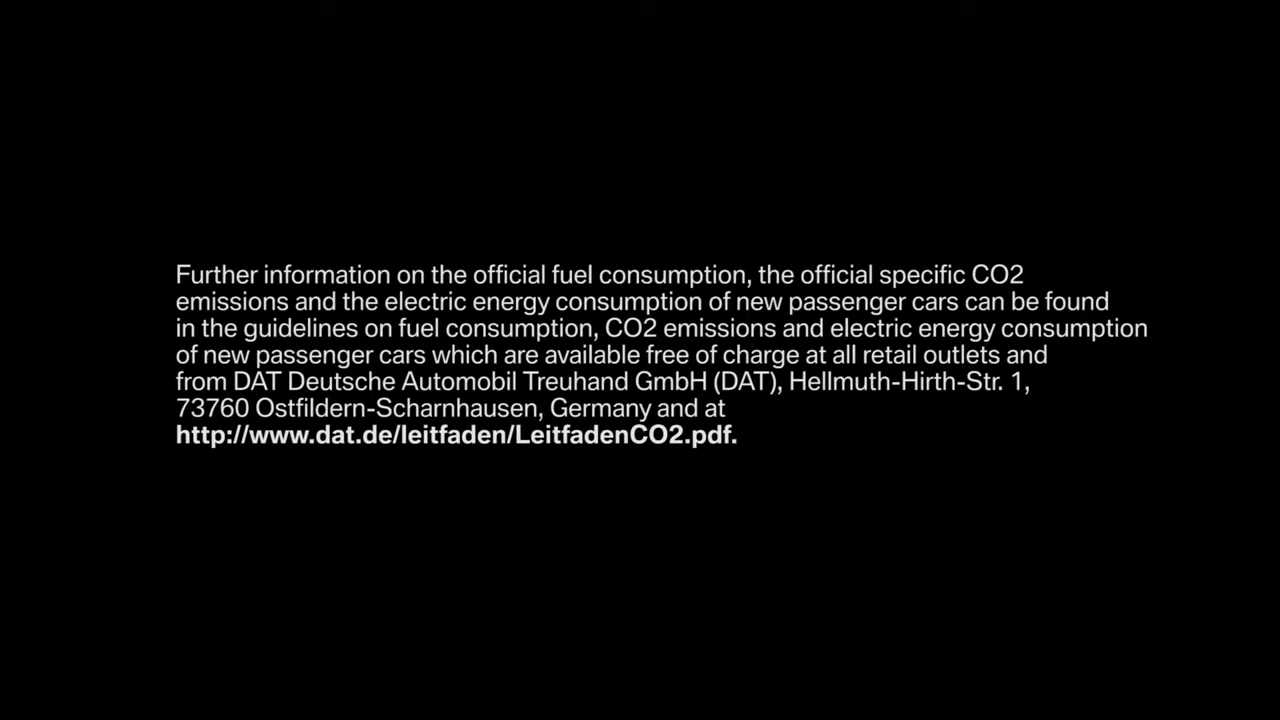 Further information on the official fuel consumption, the official specific CO2
emissions and the electric energy consumption of new passenger cars can be found
in the guidelines on fuel consumption, CO2 emissions and electric energy consumption
of new passenger cars which are available free of charge at all retail outlets and
from DAT Deutsche Automobil Treuhand GmbH (DAT), Hellmuth-Hirth-Str. 1,
73760 Ostfildern-Scharnhausen, Germany and at
http://www.dat.de/leitfaden/LeitfadenCO2.pdf.